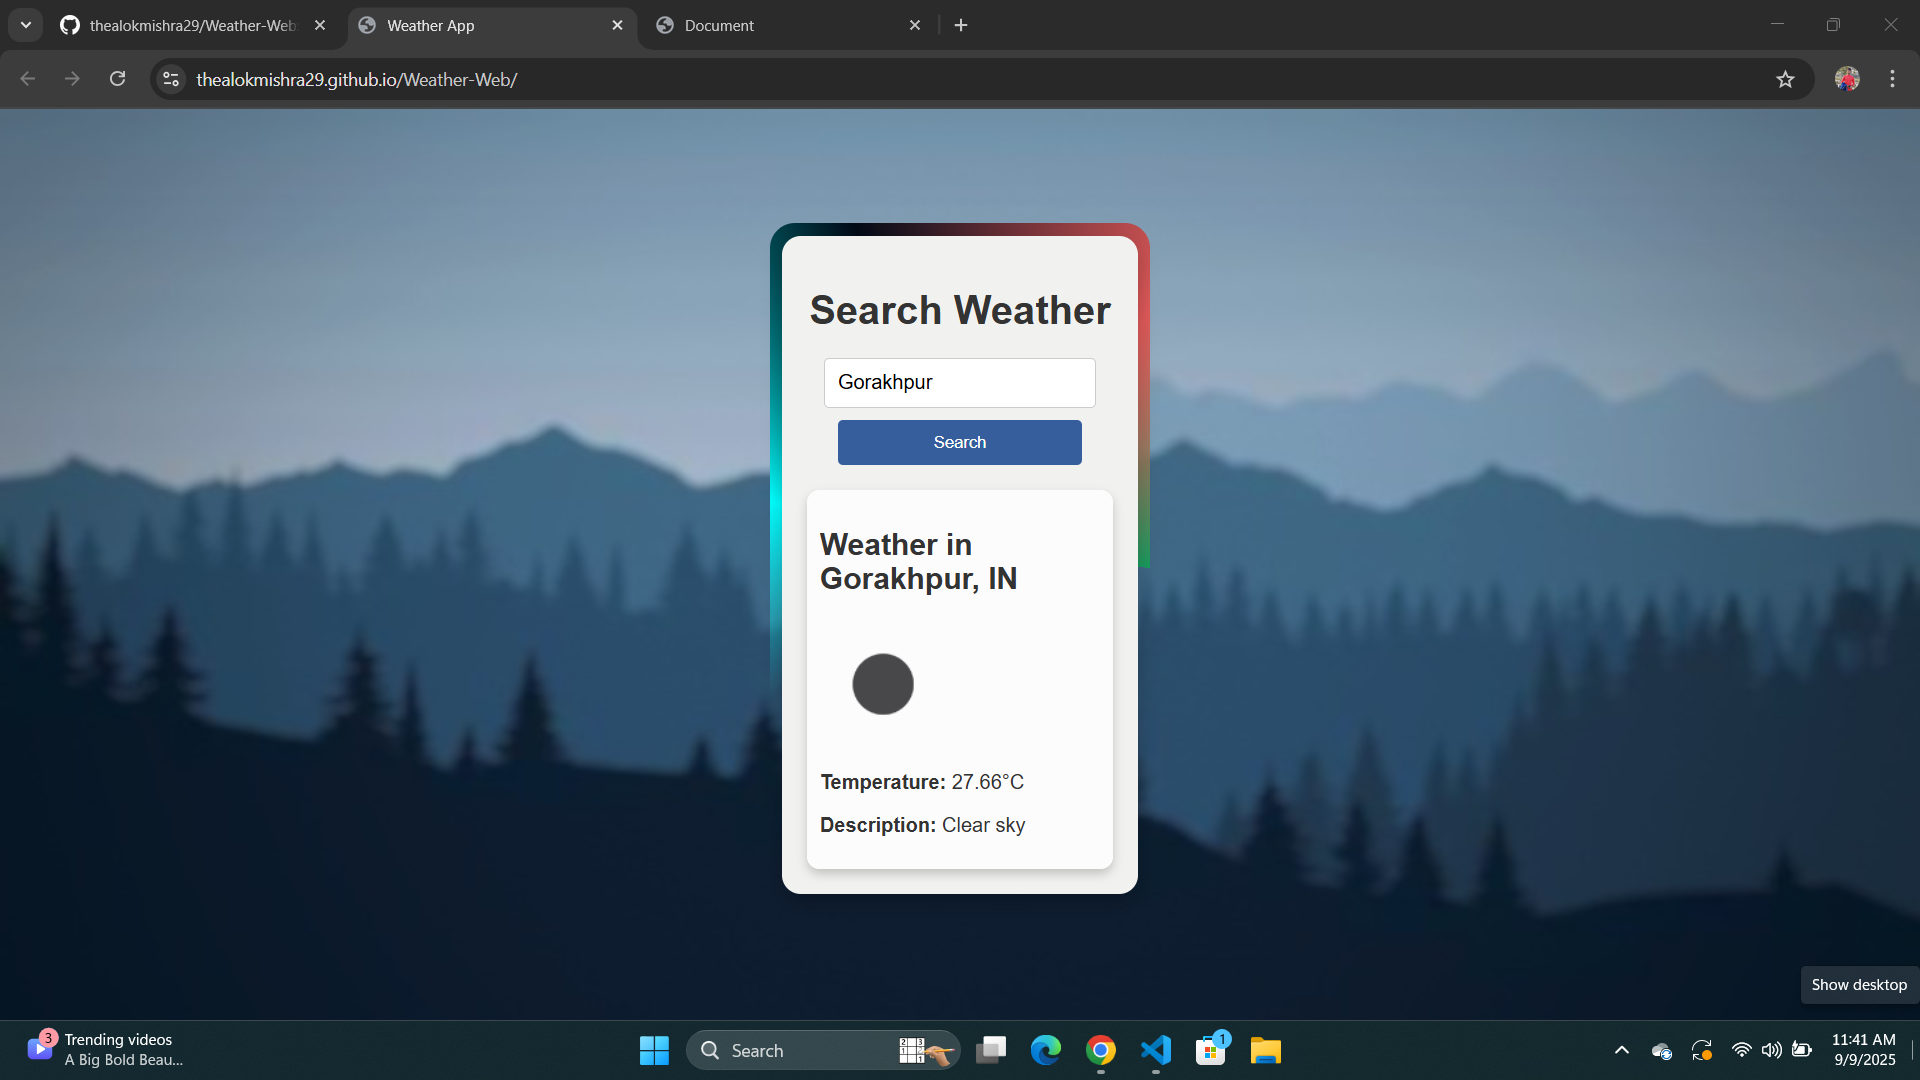 thealokmishra29/Weather-Web
Weather App
Document
thealokmishra29.github.io/Weather-Web/
Search Weather
Gorakhpur
Search
Weather in
Gorakhpur, IN
Temperature: 27.66°C
Description: Clear sky
Show desktop
3
Trending videos
A Big Bold Beau...
Search
1
11:41 AM
9/9/2025